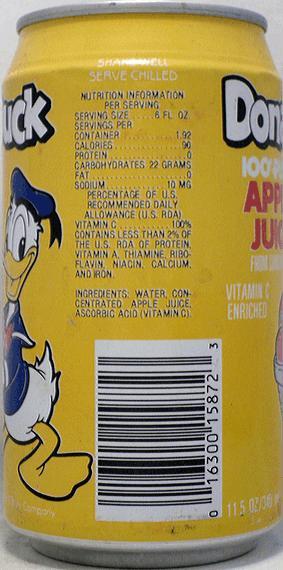 SHAKE WELL
SERVE CHILLED
NUTRITION INFORMATION
PER SERVING
SERVING SIZE.....6 FL. OZ.
SERVINGS PER
CONTAINER..........1.92
CALORIES.............90
PROTEIN................0
CARBOHYDRATES 22 GRAMS
FAT.......................0
SODIUM.............10 MG
PERCENTAGE OF U.S.
RECOMMENDED DAILY
ALLOWANCE (U.S. RDA)
VITAMIN C..........100%
CONTAINS LESS THAN 2% OF
THE U.S. RDA OF PROTEIN,
VITAMIN A, THIAMINE, RIBO-
FLAVIN, NIACIN, CALCIUM,
AND IRON.
INGREDIENTS: WATER, CON-
CENTRATED APPLE JUICE,
ASCORBIC ACID (VITAMIN C).
0 16300 15872 3
uck
Company
Don
100% P
APP
JUIC
FROM
VITAMIN C
ENRICHED
11.5 OZ